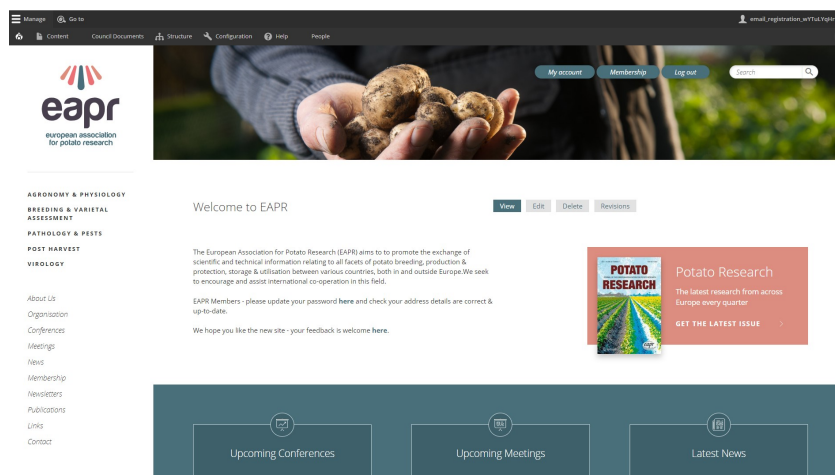 Manage Go to
email_registration_wYTuLYqHr
Content Council Documents Structure Configuration Help People
My account Membership Log out Search
eapr
european association
for potato research
AGRONOMY & PHYSIOLOGY
BREEDING & VARIETAL
ASSESSMENT
PATHOLOGY & PESTS
POST HARVEST
VIROLOGY
About Us
Organisation
Conferences
Meetings
News
Membership
Newsletters
Publications
Links
Contact
Welcome to EAPR
View Edit Delete Revisions
The European Association for Potato Research (EAPR) aims to to promote the exchange of
scientific and technical information relating to all facets of potato breeding, production &
protection, storage & utilisation between various countries, both in and outside Europe.We seek
to encourage and assist international co-operation in this field.
EAPR Members - please update your password here and check your address details are correct &
up-to-date.
We hope you like the new site - your feedback is welcome here.
POTATO
RESEARCH
eapr
Potato Research
The latest research from across
Europe every quarter
GET THE LATEST ISSUE
Upcoming Conferences
Upcoming Meetings
Latest News